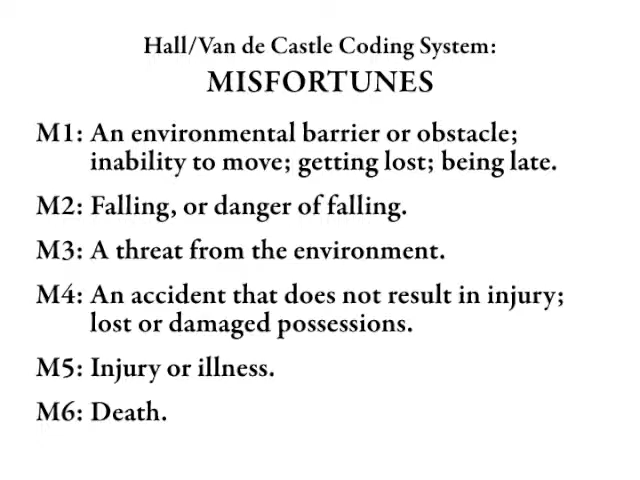 Hall/Van de Castle Coding System:
MISFORTUNES
M1: An environmental barrier or obstacle;
inability to move; getting lost; being late.
M2: Falling, or danger of falling.
M3: A threat from the environment.
M4: An accident that does not result in injury;
lost or damaged possessions.
M5: Injury or illness.
M6: Death.